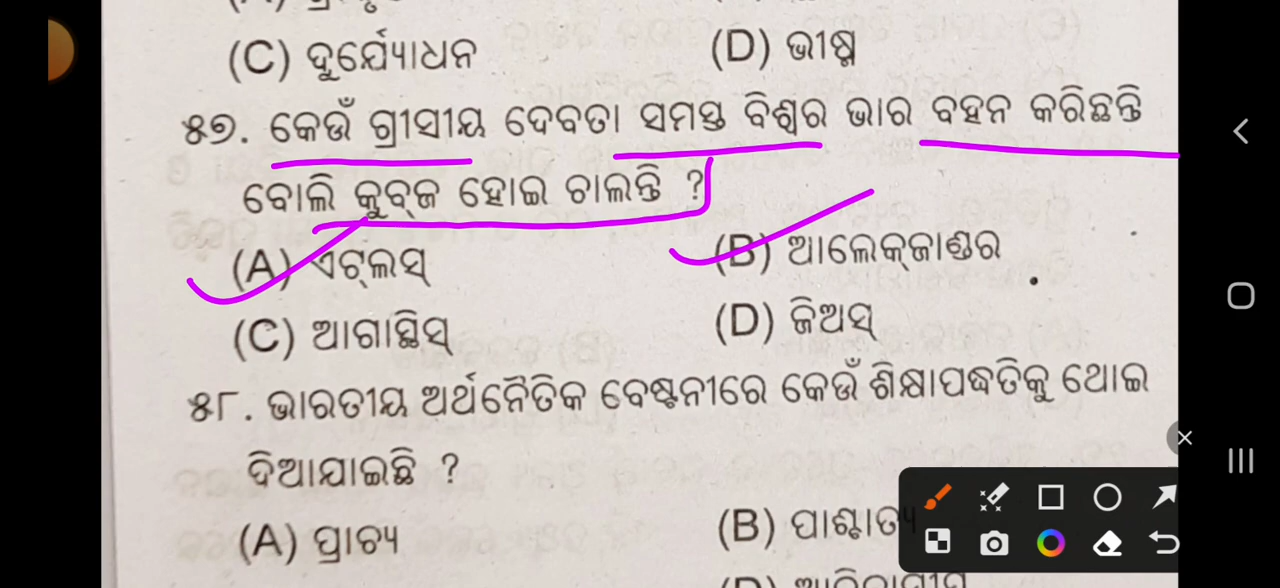 (C) ଦୁର୍ଯ୍ୟୋଧନ (D) ଭୀଷ୍ମ
୫୭. କେଉଁ ଗ୍ରୀସୀୟ ଦେବତା ସମସ୍ତ ବିଶ୍ୱର ଭାର ବହନ କରିଛନ୍ତି
ବୋଲି କୁବ୍‌ଜ ହୋଇ ଚାଲନ୍ତି ?
(A) ଏଟ୍‌ଲସ୍ (B) ଆଲେକ୍‌ଜାଣ୍ଡର
(C) ଆଗାସ୍ଥିସ୍ (D) ଜିଅସ୍
୫୮. ଭାରତୀୟ ଅର୍ଥନୈତିକ ବେଷ୍ଟନୀରେ କେଉଁ ଶିକ୍ଷାପଦ୍ଧତିକୁ ଥୋଇ
ଦିଆଯାଇଛି ?
(A) ପ୍ରାଚ୍ୟ (B) ପାଶ୍ଚାତ୍ୟ